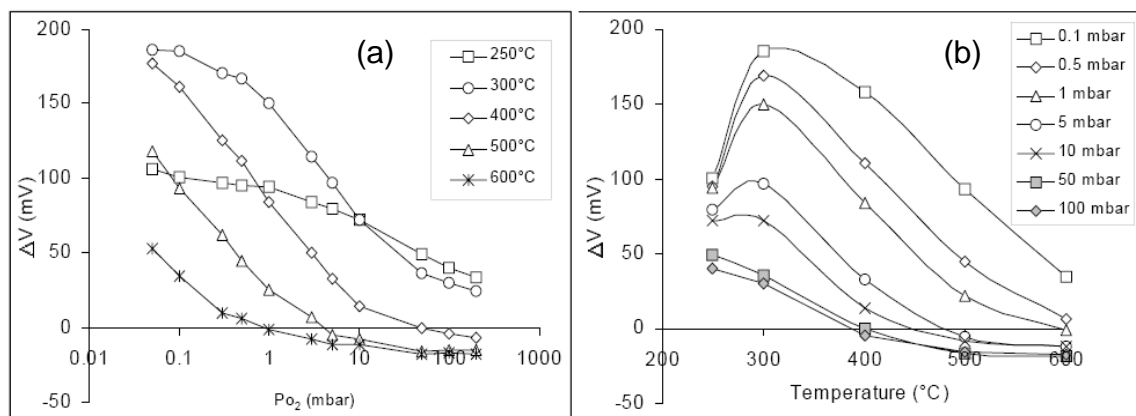 200
150
100
50
0
-50
ΔV (mV)
(a)
250°C
300°C
400°C
500°C
600°C
0.01
0.1
1
10
100
1000
Po2 (mbar)
200
150
100
50
0
-50
ΔV (mV)
(b)
0.1 mbar
0.5 mbar
1 mbar
5 mbar
10 mbar
50 mbar
100 mbar
200
300
400
500
600
Temperature (°C)